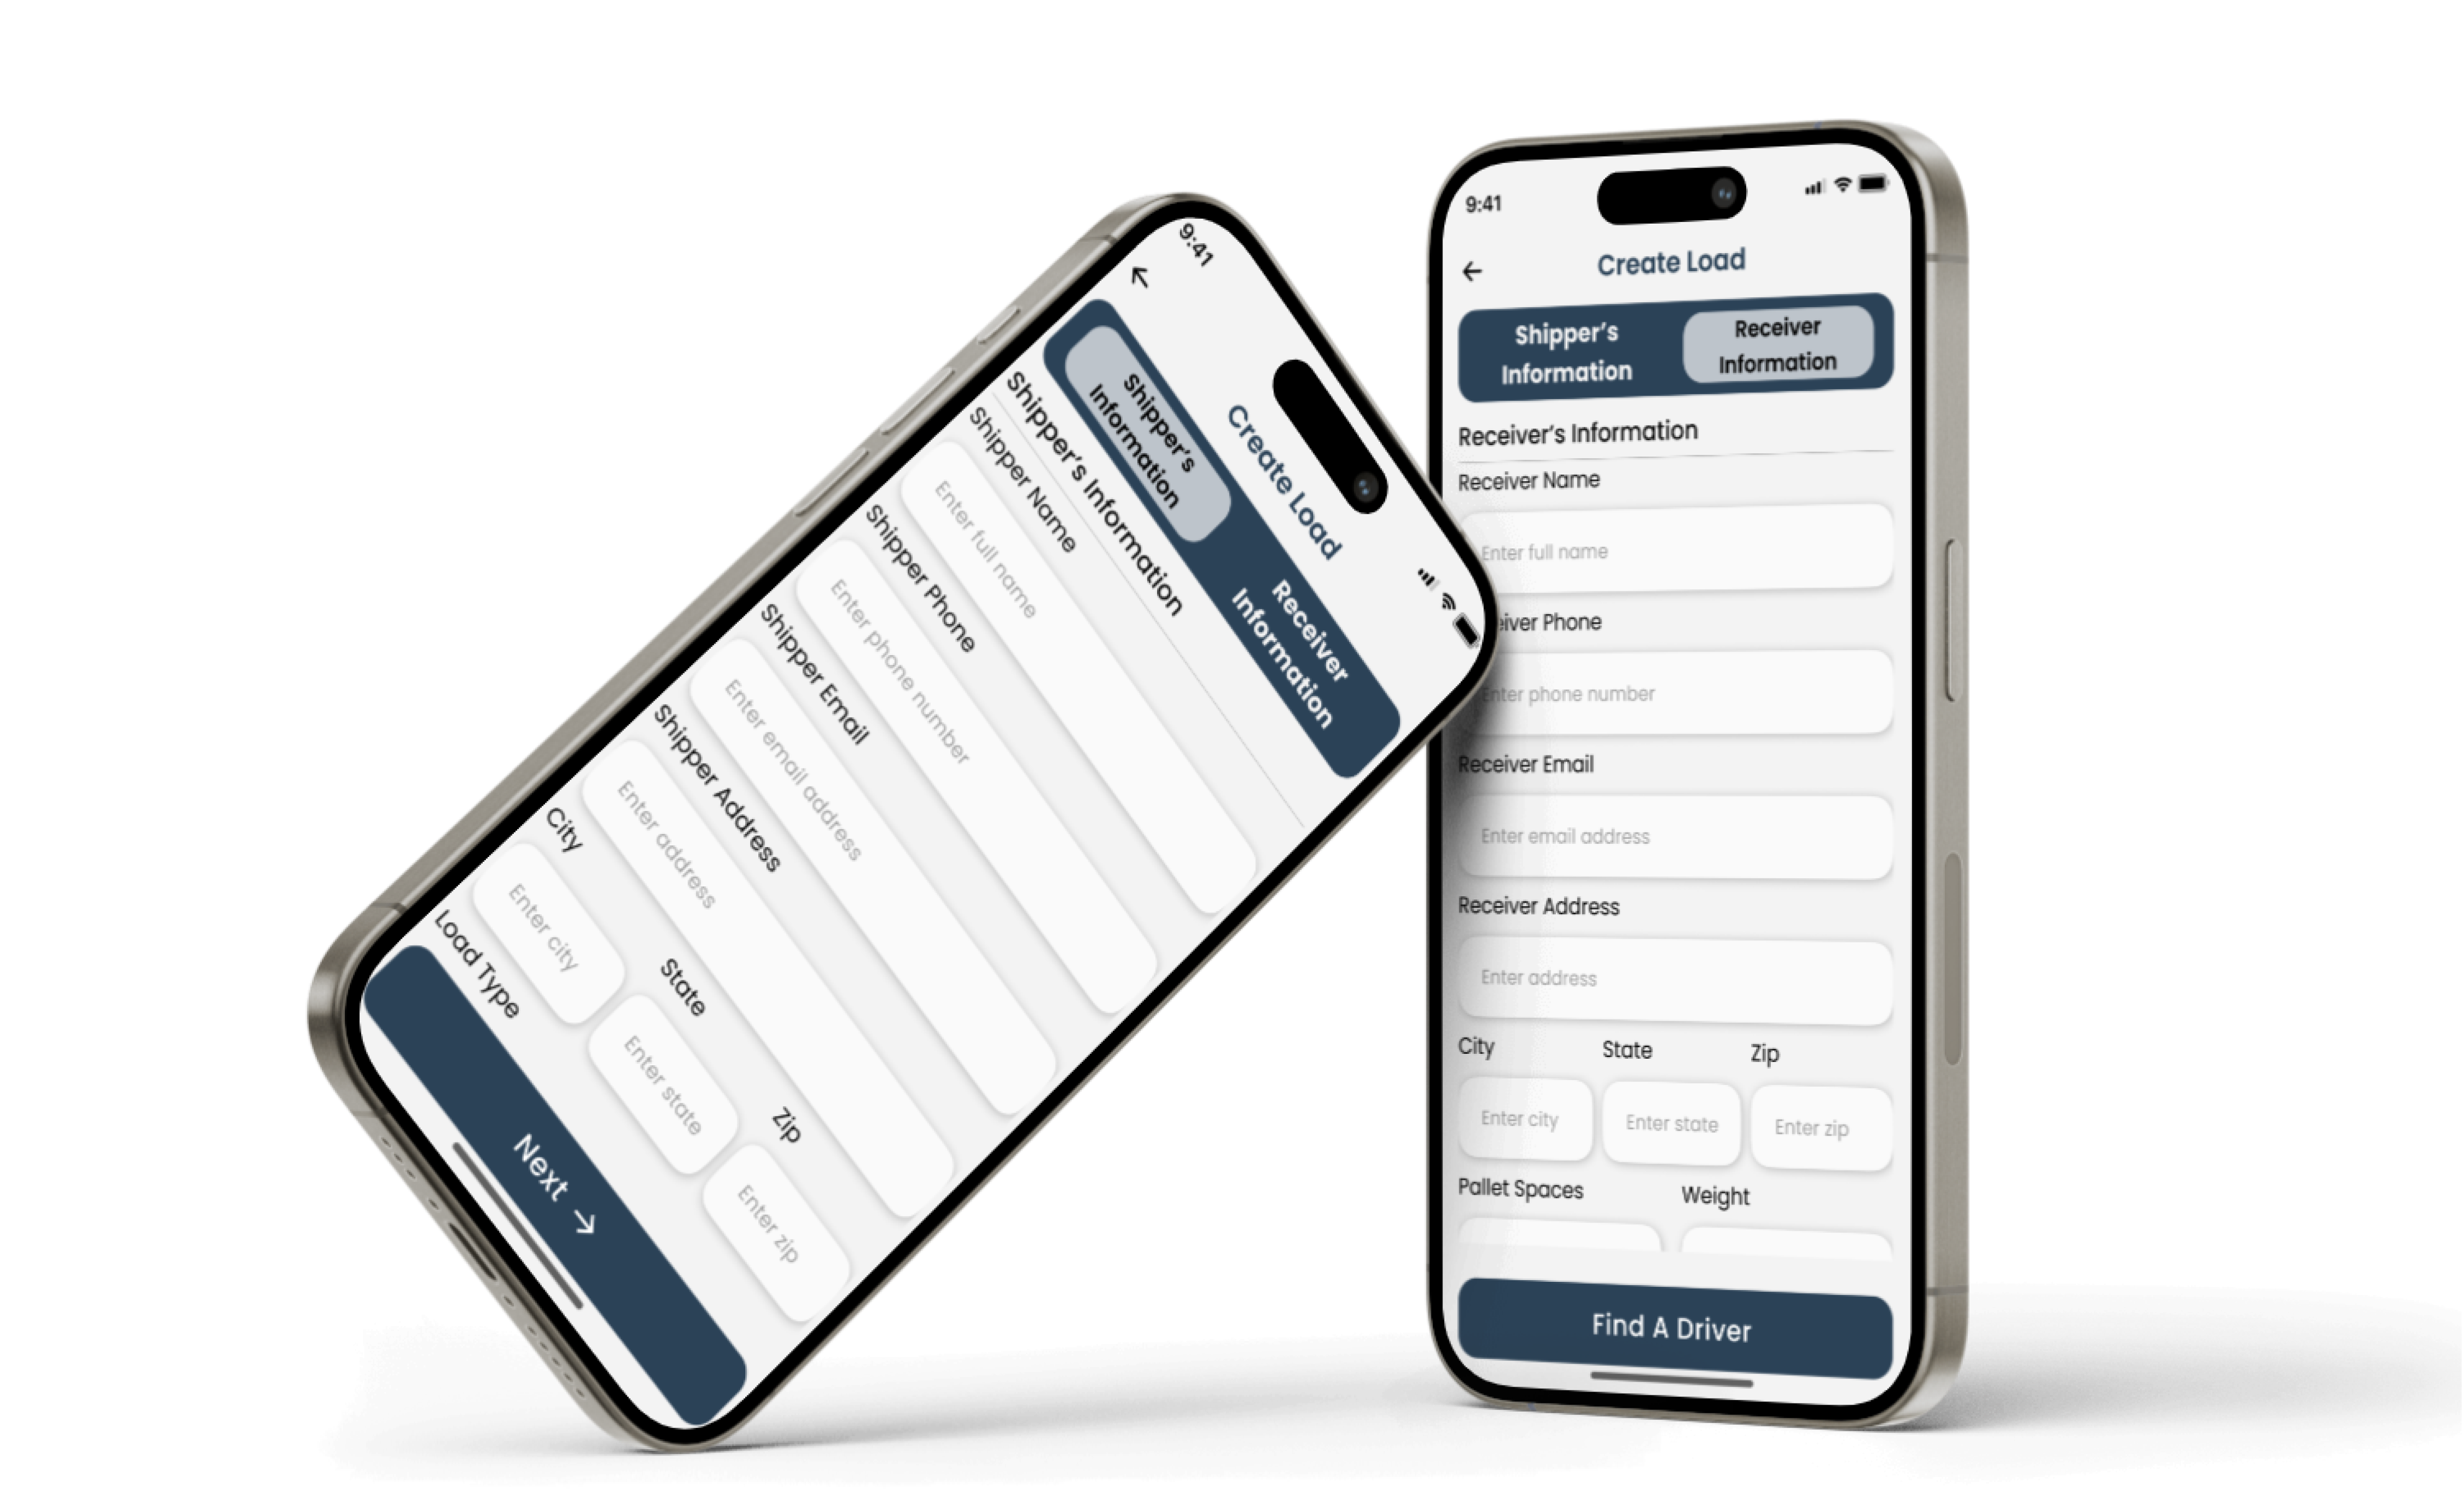 9:41
Create Load
Shipper's
Information
Receiver
Information
Shipper's Information
Shipper Name
Enter full name
Shipper Phone
Enter phone number
Shipper Email
Enter email address
Shipper Address
Enter address
City State Zip
Enter city Enter state Enter zip
Load Type
Next →
9:41
Create Load
Shipper's
Information
Receiver
Information
Receiver's Information
Receiver Name
Enter full name
eiver Phone
Enter phone number
Receiver Email
Enter email address
Receiver Address
Enter address
City State Zip
Enter city Enter state Enter zip
Pallet Spaces Weight
Find A Driver